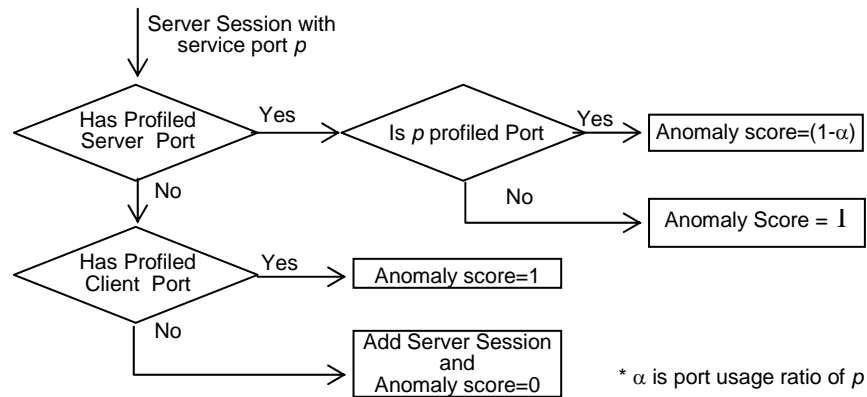 Server Session with
service port p
Has Profiled
Server Port
Yes
Is p profiled Port
Yes
Anomaly score=(1-α)
No
No
Anomaly Score = 1
Has Profiled
Client Port
Yes
Anomaly score=1
No
Add Server Session
and
Anomaly score=0
* α is port usage ratio of p